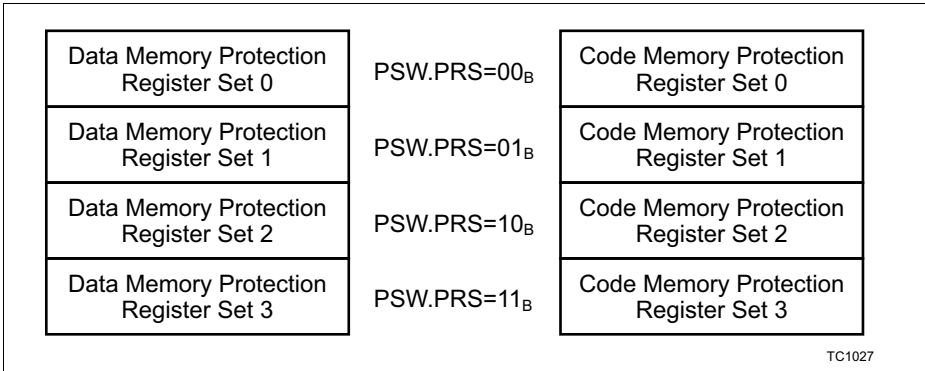 Data Memory Protection
Register Set 0
PSW.PRS=00B
Code Memory Protection
Register Set 0
Data Memory Protection
Register Set 1
PSW.PRS=01B
Code Memory Protection
Register Set 1
Data Memory Protection
Register Set 2
PSW.PRS=10B
Code Memory Protection
Register Set 2
Data Memory Protection
Register Set 3
PSW.PRS=11B
Code Memory Protection
Register Set 3
TC1027